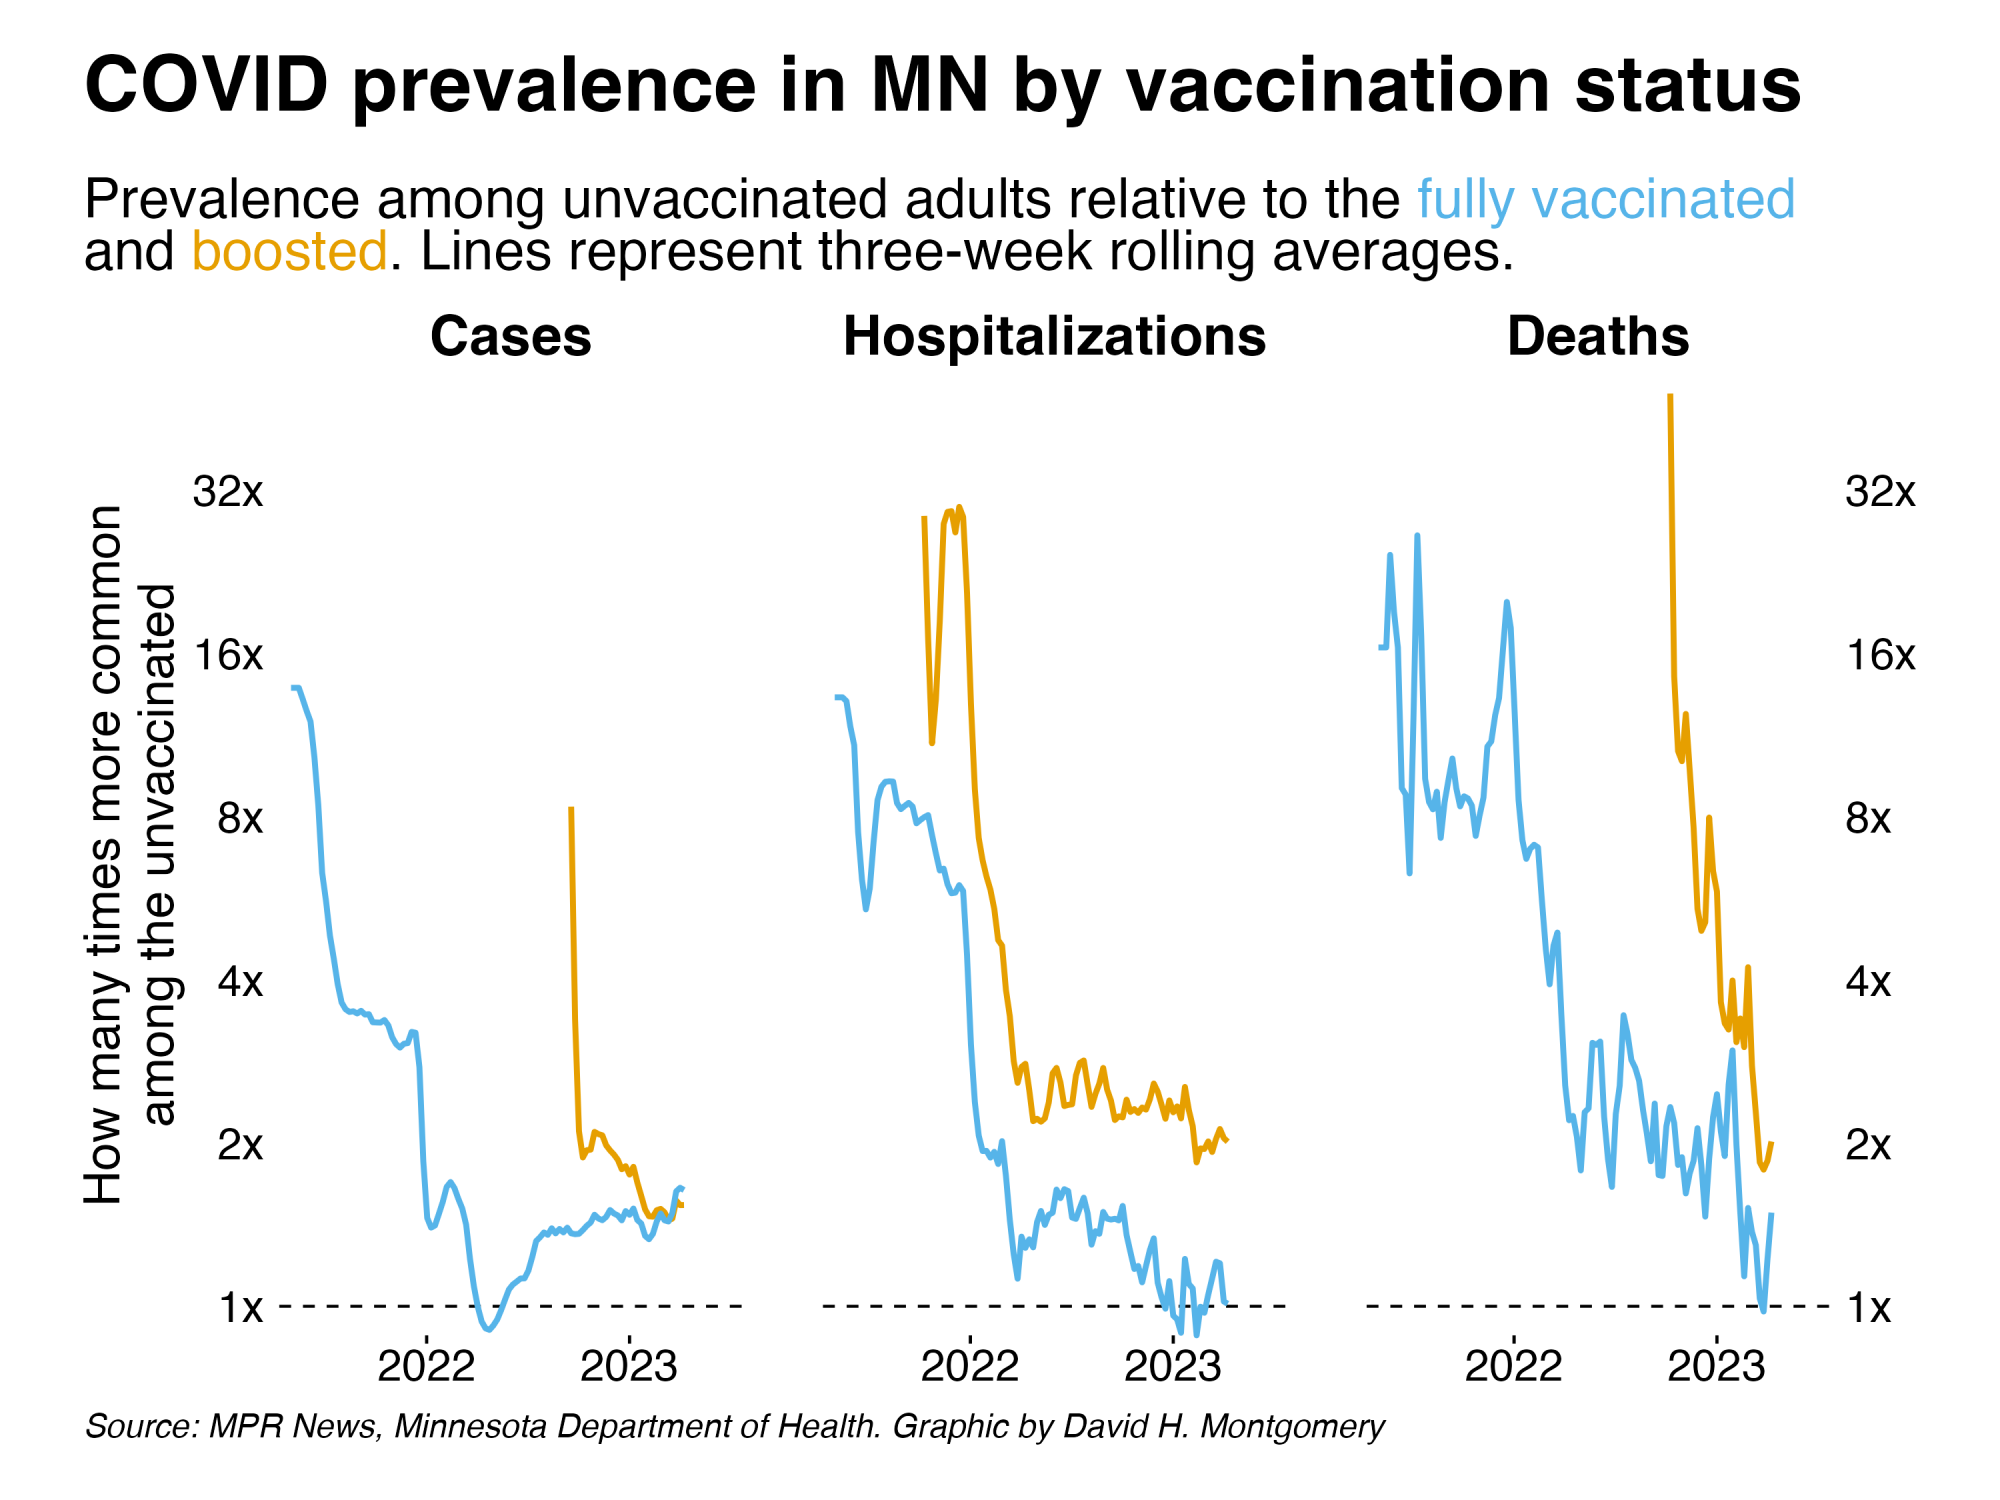 COVID prevalence in MN by vaccination status
Prevalence among unvaccinated adults relative to the fully vaccinated
and boosted. Lines represent three-week rolling averages.
Cases
Hospitalizations
Deaths
How many times more common
among the unvaccinated
32x
16x
8x
4x
2x
1x
32x
16x
8x
4x
2x
1x
2022
2023
2022
2023
2022
2023
Source: MPR News, Minnesota Department of Health. Graphic by David H. Montgomery